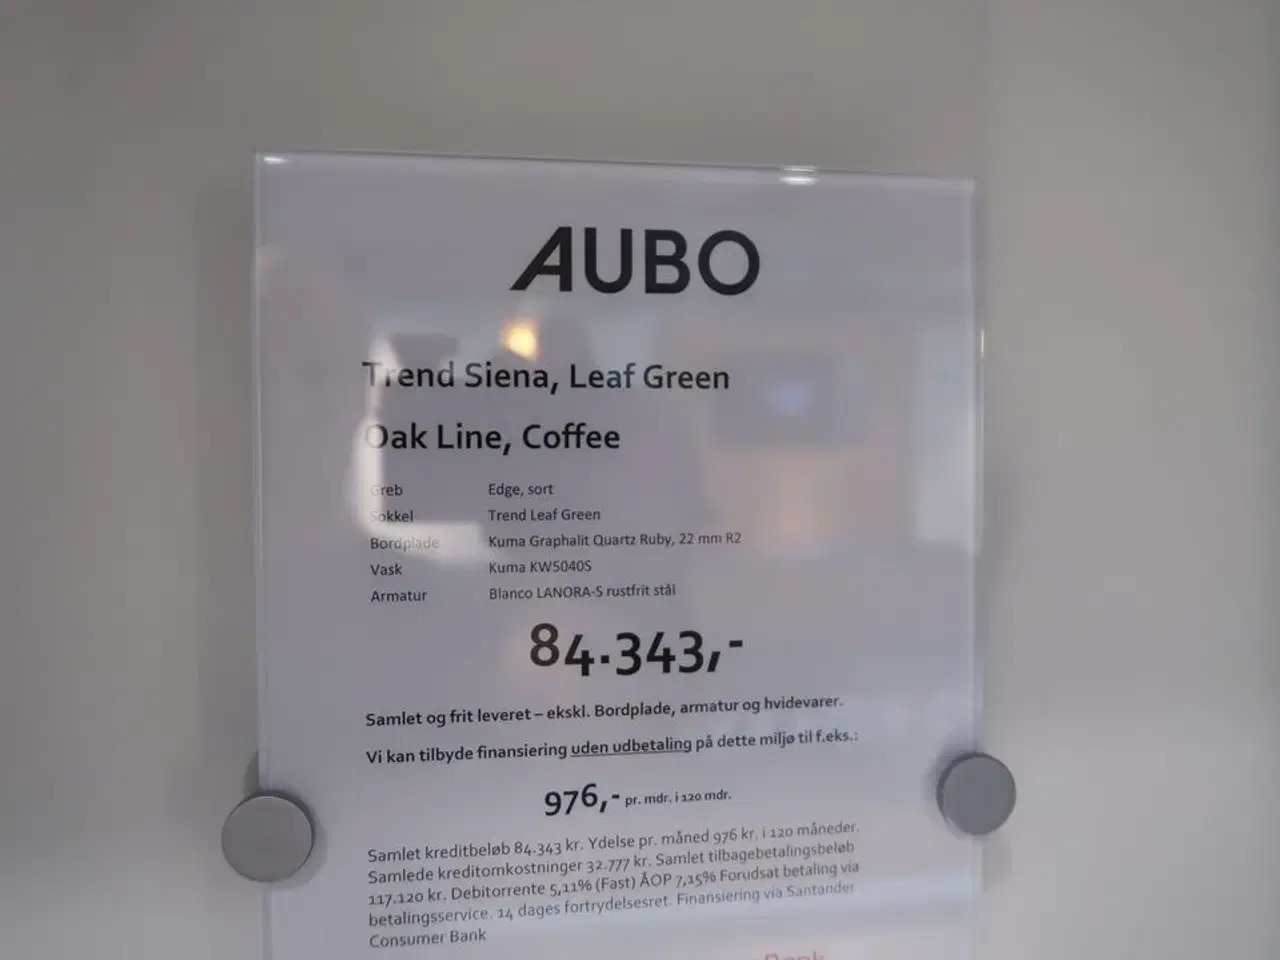 AUBO
Trend Siena, Leaf Green
Oak Line, Coffee
Greb Edge, sort
Sokkel Trend Leaf Green
Bordplade Kuma Graphalit Quartz Ruby, 22 mm R2
Vask Kuma KW5040S
Armatur Blanco LANORA-S rustfrit stål
84.343,-
Samlet og frit leveret – ekskl. Bordplade, armatur og hvidevarer.
Vi kan tilbyde finansiering uden udbetaling på dette miljø til f.eks.:
976,- pr. mdr. i 120 mdr.
Samlet kreditbeløb 84.343 kr. Ydelse pr. måned 976 kr. i 120 måneder.
Samlede kreditomkostninger 32.777 kr. Samlet tilbagebetalingsbeløb
117.120 kr. Debitorrente 5,11% (Fast) ÅOP 7,15% Forudsat betaling via
betalingsservice. 14 dages fortrydelsesret. Finansiering via Santander
Consumer Bank
Bank